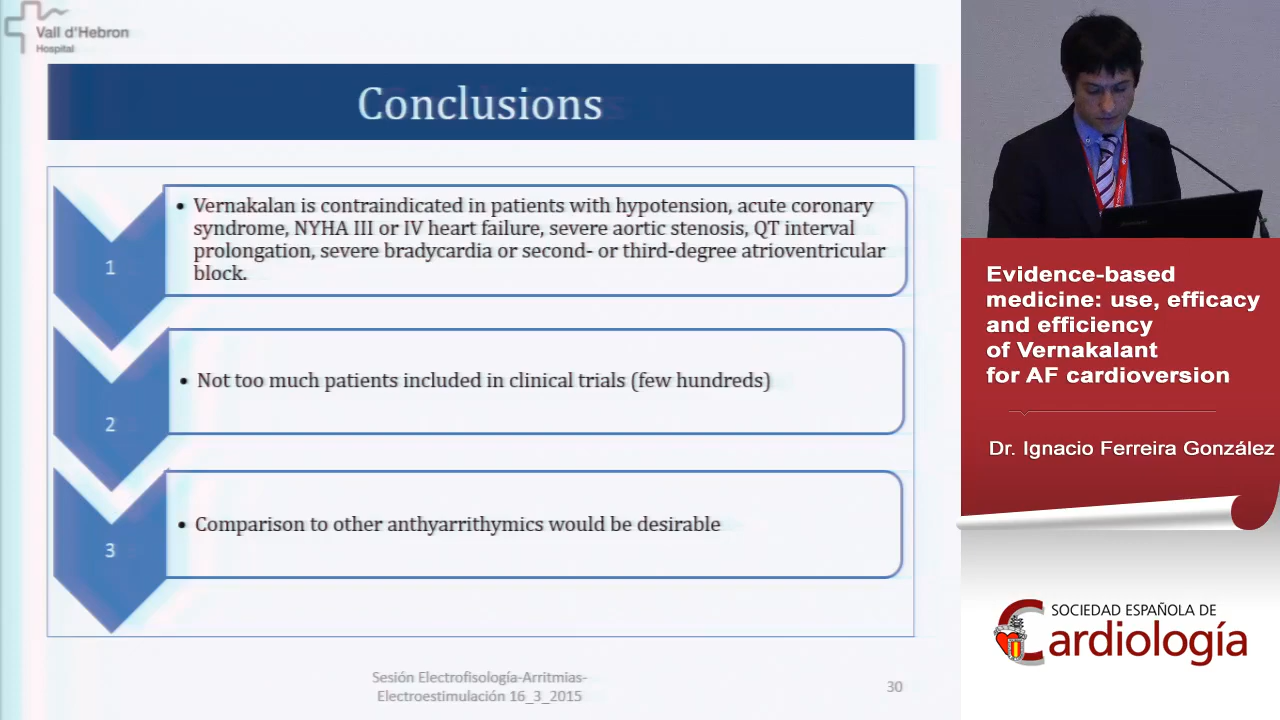 Vall d'Hebron
Hospital
Conclusions
1
• Vernakalan is contraindicated in patients with hypotension, acute coronary
syndrome, NYHA III or IV heart failure, severe aortic stenosis, QT interval
prolongation, severe bradycardia or second- or third-degree atrioventricular
block.
2
• Not too much patients included in clinical trials (few hundreds)
3
• Comparison to other anthyarrithymics would be desirable
Sesión Electrofisología-Arritmias-
Electroestimulación 16_3_2015
30
Evidence-based
medicine: use, efficacy
and efficiency
of Vernakalant
for AF cardioversion
Dr. Ignacio Ferreira González
SOCIEDAD ESPAÑOLA DE
Cardiología